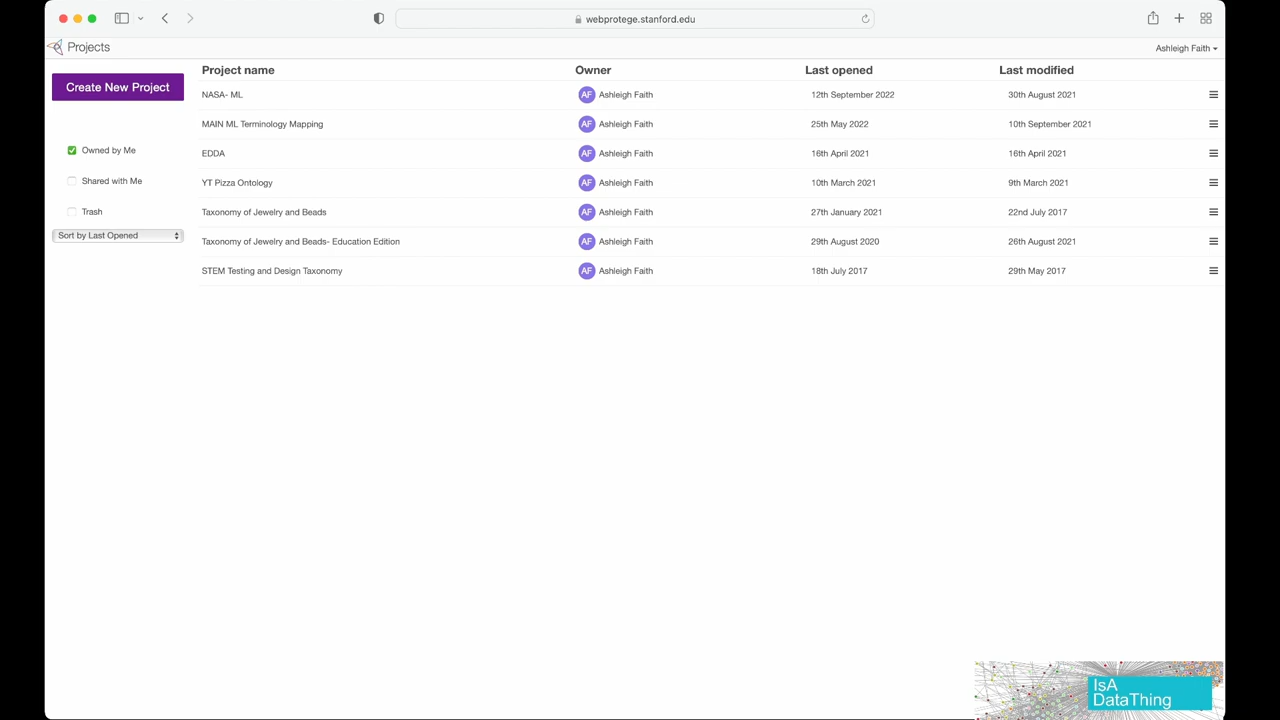 webprotege.stanford.edu
Projects
Ashleigh Faith
Create New Project
Owned by Me
Shared with Me
Trash
Sort by Last Opened
Project name Owner Last opened Last modified
NASA- ML AF Ashleigh Faith 12th September 2022 30th August 2021
MAIN ML Terminology Mapping AF Ashleigh Faith 25th May 2022 10th September 2021
EDDA AF Ashleigh Faith 16th April 2021 16th April 2021
YT Pizza Ontology AF Ashleigh Faith 10th March 2021 9th March 2021
Taxonomy of Jewelry and Beads AF Ashleigh Faith 27th January 2021 22nd July 2017
Taxonomy of Jewelry and Beads- Education Edition AF Ashleigh Faith 29th August 2020 26th August 2021
STEM Testing and Design Taxonomy AF Ashleigh Faith 18th July 2017 29th May 2017
IsA
DataThing